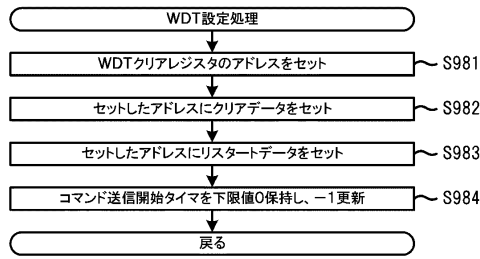 WDT設定処理
WDTクリアレジスタのアドレスをセット
S981
セットしたアドレスにクリアデータをセット
S982
セットしたアドレスにリスタートデータをセット
S983
コマンド送信開始タイマを下限値0保持し、－1更新
S984
戻る